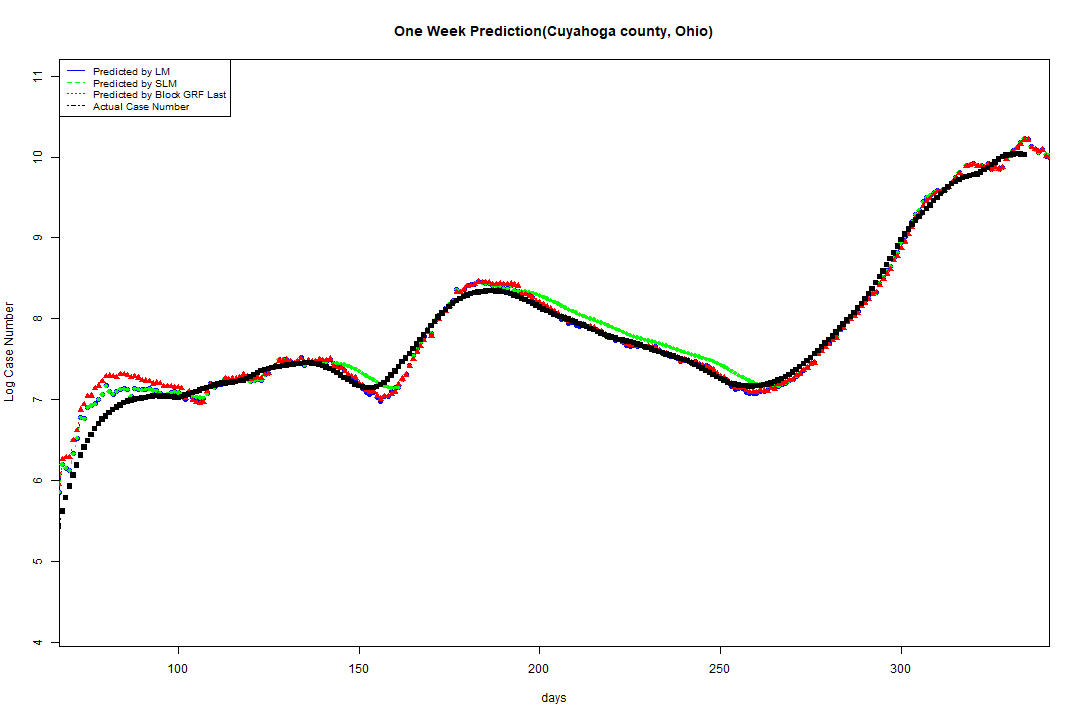 One Week Prediction(Cuyahoga county, Ohio)
Predicted by LM
Predicted by SLM
Predicted by Block GRF Last
Actual Case Number
Log Case Number
11
10
9
8
7
6
5
4
100 150 200 250 300
days